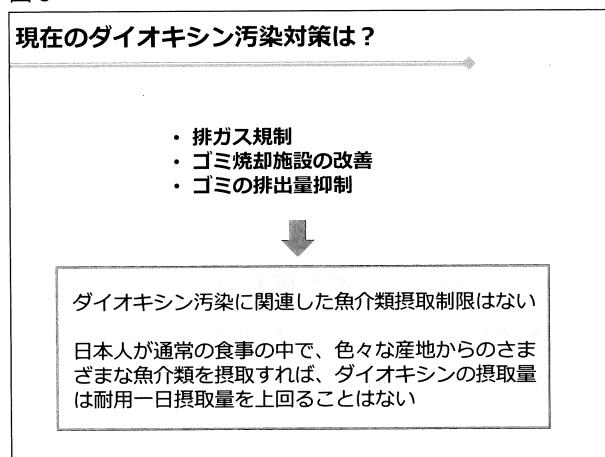 現在のダイオキシン汚染対策は？
・ 排ガス規制
・ ゴミ焼却施設の改善
・ ゴミの排出量抑制
ダイオキシン汚染に関連した魚介類摂取制限はない
日本人が通常の食事の中で、色々な産地からのさま
ざまな魚介類を摂取すれば、ダイオキシンの摂取量
は耐用一日摂取量を上回ることはない